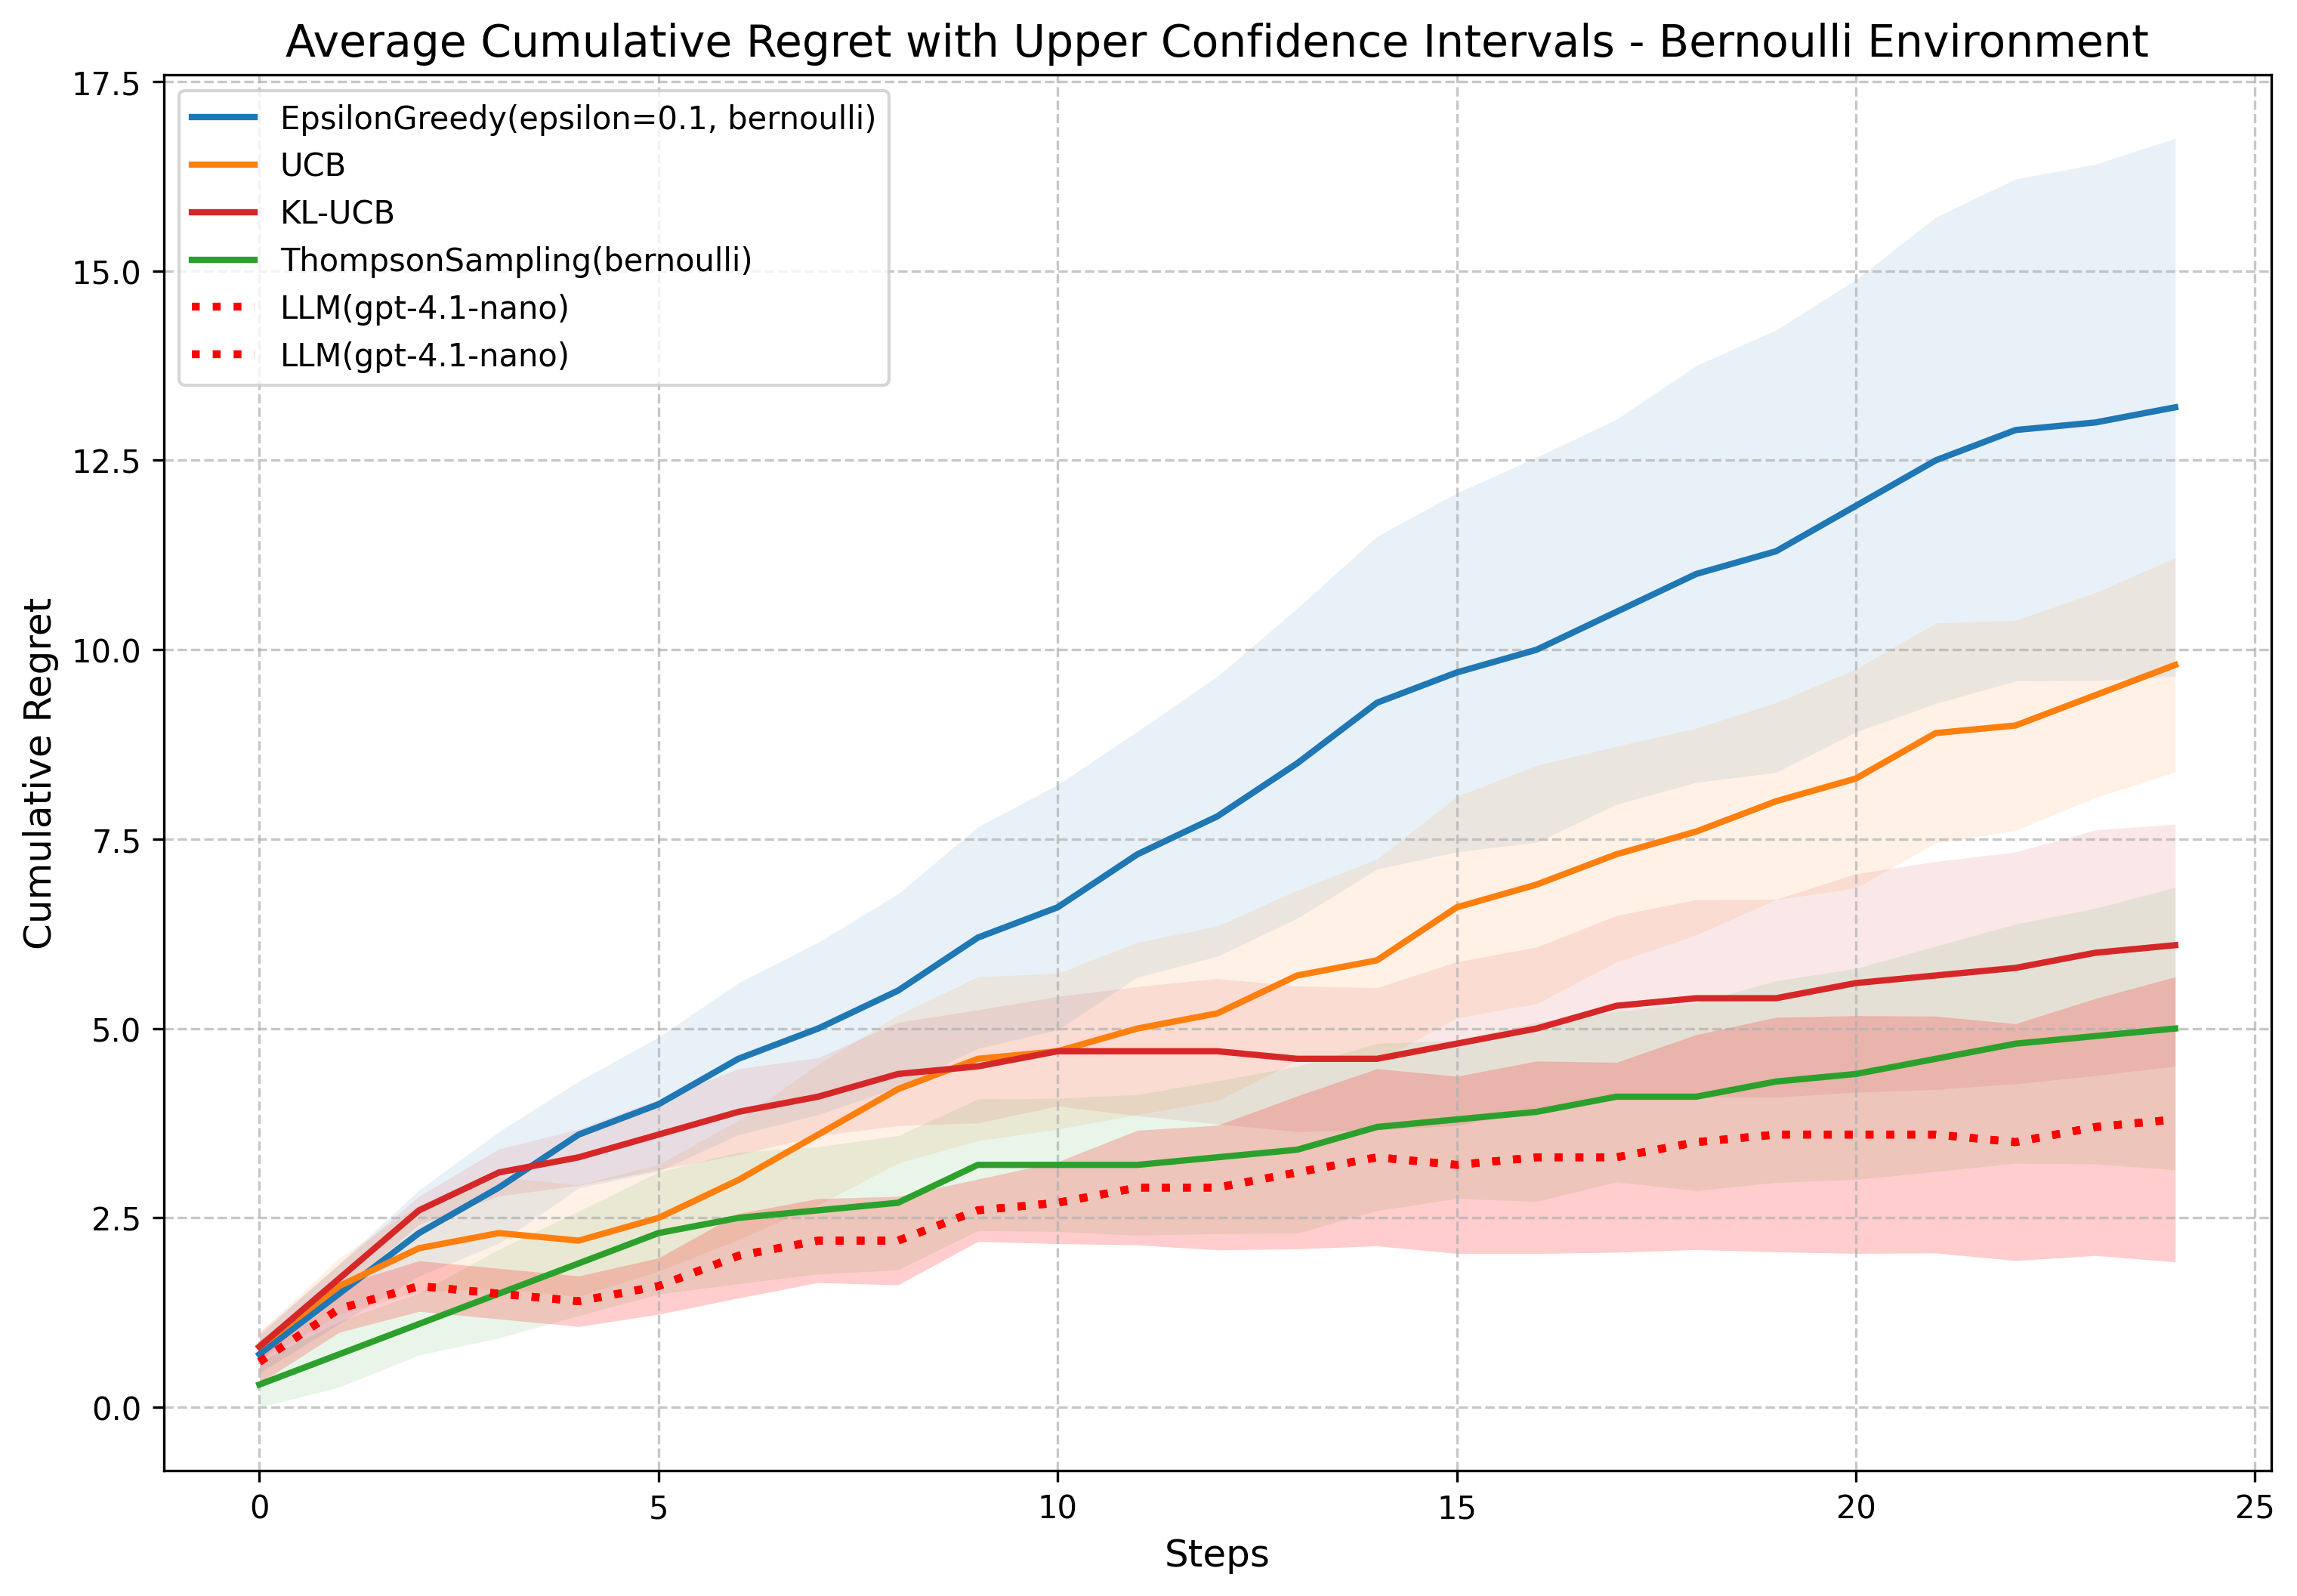 Average Cumulative Regret with Upper Confidence Intervals - Bernoulli Environment
17.5
15.0
12.5
10.0
7.5
5.0
2.5
0.0
Cumulative Regret
EpsilonGreedy(epsilon=0.1, bernoulli)
UCB
KL-UCB
ThompsonSampling(bernoulli)
LLM(gpt-4.1-nano)
LLM(gpt-4.1-nano)
0 5 10 15 20 25
Steps